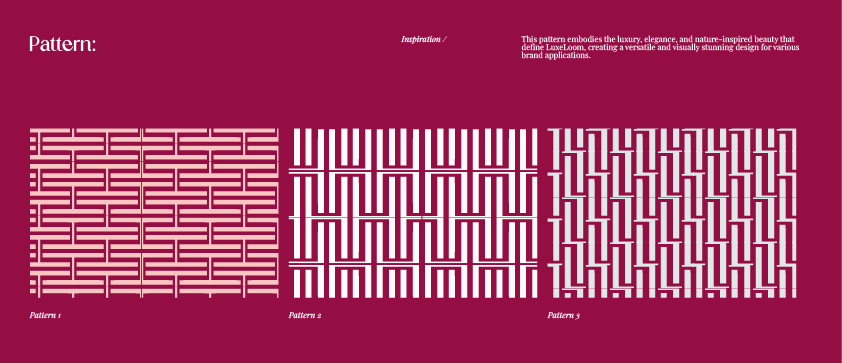 Pattern:
Inspiration /
This pattern embodies the luxury, elegance, and nature-inspired beauty that
define LuxeLoom, creating a versatile and visually stunning design for various
brand applications.
Pattern 1
Pattern 2
Pattern 3